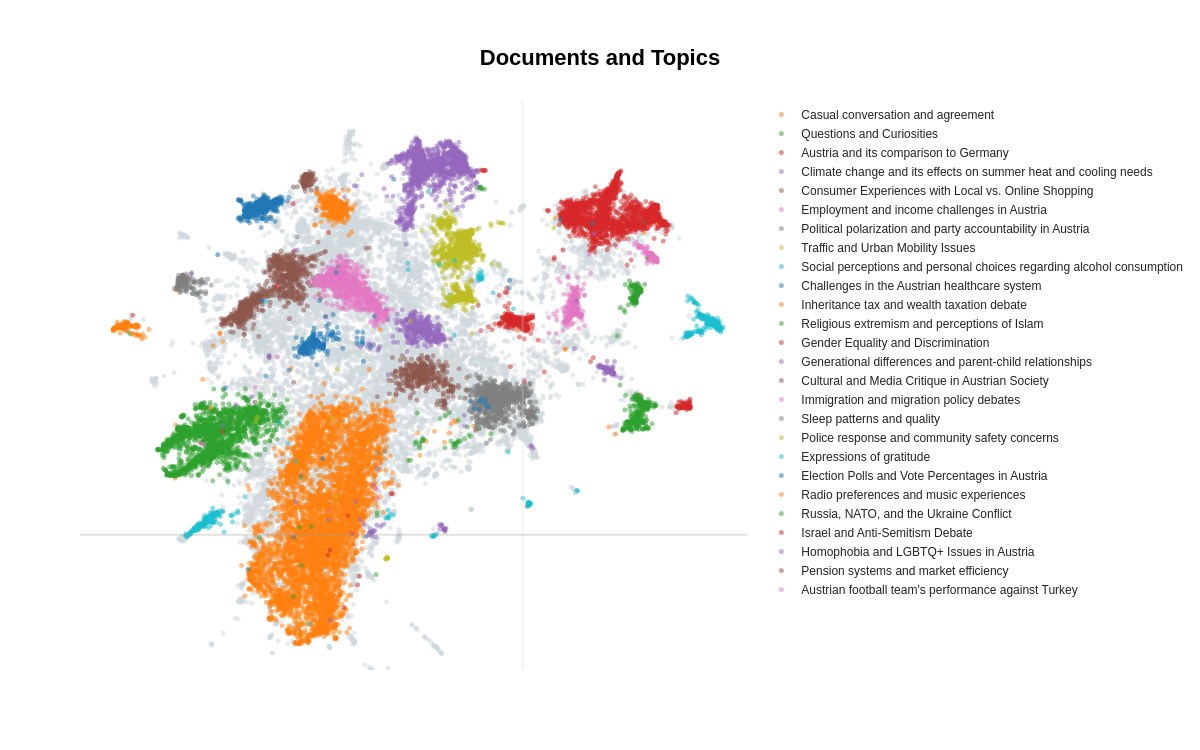 Documents and Topics
Casual conversation and agreement
Questions and Curiosities
Austria and its comparison to Germany
Climate change and its effects on summer heat and cooling needs
Consumer Experiences with Local vs. Online Shopping
Employment and income challenges in Austria
Political polarization and party accountability in Austria
Traffic and Urban Mobility Issues
Social perceptions and personal choices regarding alcohol consumption
Challenges in the Austrian healthcare system
Inheritance tax and wealth taxation debate
Religious extremism and perceptions of Islam
Gender Equality and Discrimination
Generational differences and parent-child relationships
Cultural and Media Critique in Austrian Society
Immigration and migration policy debates
Sleep patterns and quality
Police response and community safety concerns
Expressions of gratitude
Election Polls and Vote Percentages in Austria
Radio preferences and music experiences
Russia, NATO, and the Ukraine Conflict
Israel and Anti-Semitism Debate
Homophobia and LGBTQ+ Issues in Austria
Pension systems and market efficiency
Austrian football team's performance against Turkey